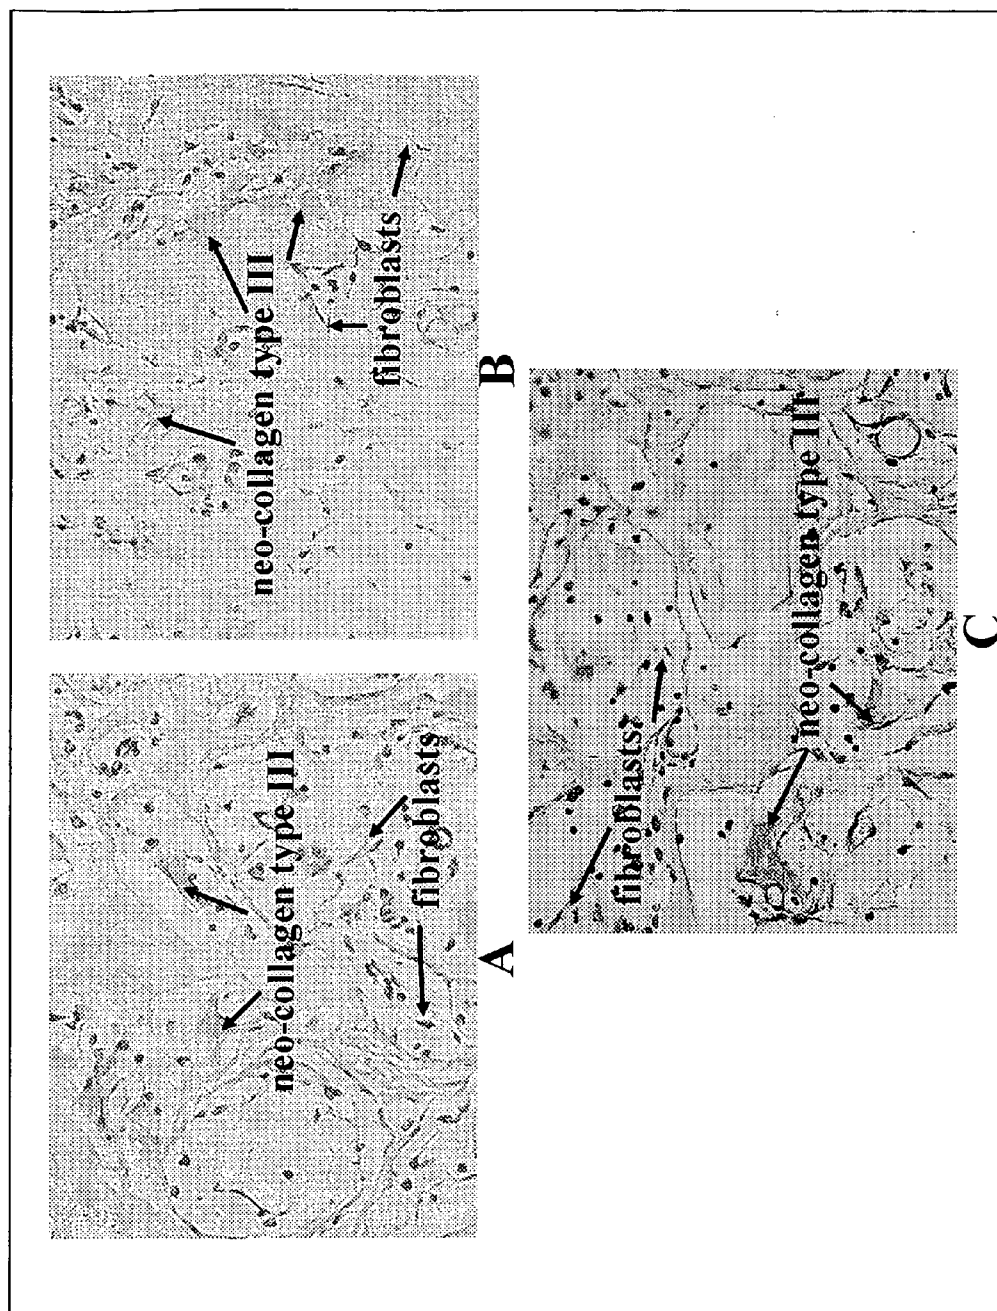 neo-collagen type III
fibroblasts
A
neo-collagen type III
fibroblasts
B
fibroblasts
neo-collagen type III
C